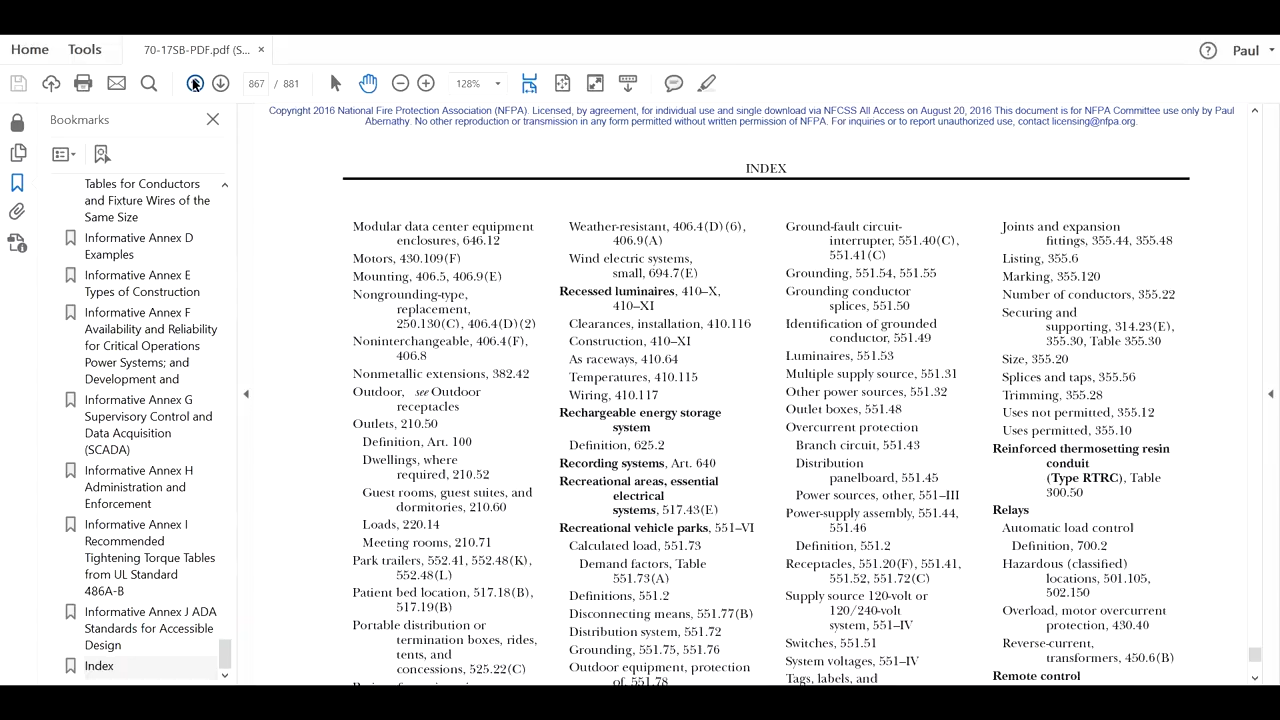 Home
Tools
70-17SB-PDF.pdf (S...
×
?
Paul
867 / 881
128%
Bookmarks
Tables for Conductors
and Fixture Wires of the
Same Size
Informative Annex D
Examples
Informative Annex E
Types of Construction
Informative Annex F
Availability and Reliability
for Critical Operations
Power Systems; and
Development and
Informative Annex G
Supervisory Control and
Data Acquisition
(SCADA)
Informative Annex H
Administration and
Enforcement
Informative Annex I
Recommended
Tightening Torque Tables
from UL Standard
486A-B
Informative Annex J ADA
Standards for Accessible
Design
Index
Copyright 2016 National Fire Protection Association (NFPA). Licensed, by agreement, for individual use and single download via NFCSS All Access on August 20, 2016 This document is for NFPA Committee use only by Paul
Abernathy. No other reproduction or transmission in any form permitted without written permission of NFPA. For inquiries or to report unauthorized use, contact licensing@nfpa.org.
INDEX
Modular data center equipment
enclosures, 646.12
Motors, 430.109(F)
Mounting, 406.5, 406.9(E)
Nongrounding-type,
replacement,
250.130(C), 406.4(D)(2)
Noninterchangeable, 406.4(F),
406.8
Nonmetallic extensions, 382.42
Outdoor, see Outdoor
receptacles
Outlets, 210.50
Definition, Art. 100
Dwellings, where
required, 210.52
Guest rooms, guest suites, and
dormitories, 210.60
Loads, 220.14
Meeting rooms, 210.71
Park trailers, 552.41, 552.48(K),
552.48(L)
Patient bed location, 517.18(B),
517.19(B)
Portable distribution or
termination boxes, rides,
tents, and
concessions, 525.22(C)
Weather-resistant, 406.4(D)(6),
406.9(A)
Wind electric systems,
small, 694.7(E)
Recessed luminaires, 410–X,
410–XI
Clearances, installation, 410.116
Construction, 410–XI
As raceways, 410.64
Temperatures, 410.115
Wiring, 410.117
Rechargeable energy storage
system
Definition, 625.2
Recording systems, Art. 640
Recreational areas, essential
electrical
systems, 517.43(E)
Recreational vehicle parks, 551–VI
Calculated load, 551.73
Demand factors, Table
551.73(A)
Definitions, 551.2
Disconnecting means, 551.77(B)
Distribution system, 551.72
Grounding, 551.75, 551.76
Outdoor equipment, protection
of, 551.78
Ground-fault circuit-
interrupter, 551.40(C),
551.41(C)
Grounding, 551.54, 551.55
Grounding conductor
splices, 551.50
Identification of grounded
conductor, 551.49
Luminaires, 551.53
Multiple supply source, 551.31
Other power sources, 551.32
Outlet boxes, 551.48
Overcurrent protection
Branch circuit, 551.43
Distribution
panelboard, 551.45
Power sources, other, 551–III
Power-supply assembly, 551.44,
551.46
Definition, 551.2
Receptacles, 551.20(F), 551.41,
551.52, 551.72(C)
Supply source 120-volt or
120/240-volt
system, 551–IV
Switches, 551.51
System voltages, 551–IV
Tags, labels, and
Joints and expansion
fittings, 355.44, 355.48
Listing, 355.6
Marking, 355.120
Number of conductors, 355.22
Securing and
supporting, 314.23(E),
355.30, Table 355.30
Size, 355.20
Splices and taps, 355.56
Trimming, 355.28
Uses not permitted, 355.12
Uses permitted, 355.10
Reinforced thermosetting resin
conduit
(Type RTRC), Table
300.50
Relays
Automatic load control
Definition, 700.2
Hazardous (classified)
locations, 501.105,
502.150
Overload, motor overcurrent
protection, 430.40
Reverse-current,
transformers, 450.6(B)
Remote control